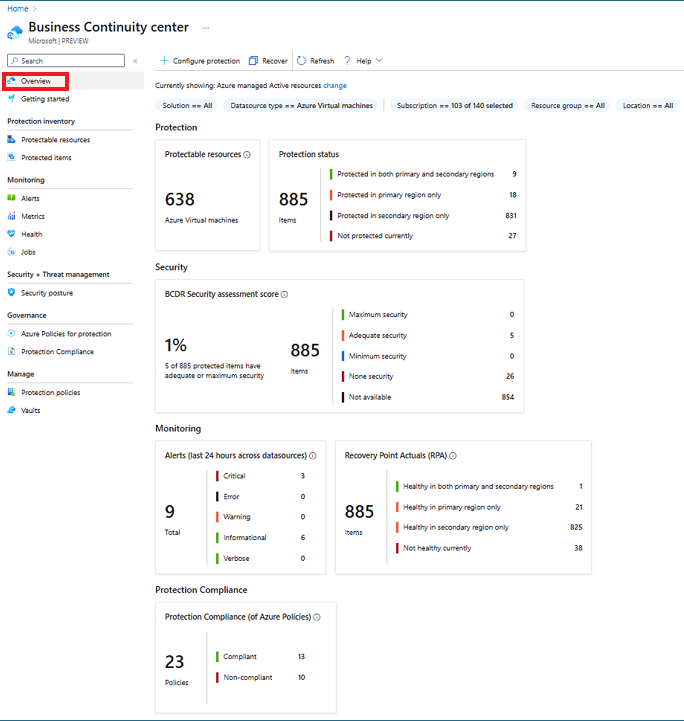 Home >
Business Continuity center ...
Microsoft | PREVIEW
Search «
Overview
Getting started
Protection inventory
Protectable resources
Protected items
Monitoring
Alerts
Metrics
Health
Jobs
Security + Threat management
Security posture
Governance
Azure Policies for protection
Protection Compliance
Manage
Protection policies
Vaults
+ Configure protection Recover Refresh ? Help
Currently showing: Azure managed Active resources change
Solution == All Datasource type == Azure Virtual machines Subscription == 103 of 140 selected Resource group == All Location == All
Protection
Protectable resources
638
Azure Virtual machines
Protection status
885
Items
Protected in both primary and secondary regions 9
Protected in primary region only 18
Protected in secondary region only 831
Not protected currently 27
Security
BCDR Security assessment score
1%
5 of 885 protected items have
adequate or maximum security
885
Items
Maximum security 0
Adequate security 5
Minimum security 0
None security 26
Not available 854
Monitoring
Alerts (last 24 hours across datasources)
9
Total
Critical 3
Error 0
Warning 0
Informational 6
Verbose 0
Recovery Point Actuals (RPA)
885
Items
Healthy in both primary and secondary regions 1
Healthy in primary region only 21
Healthy in secondary region only 825
Not healthy currently 38
Protection Compliance
Protection Compliance (of Azure Policies)
23
Policies
Compliant 13
Non-compliant 10